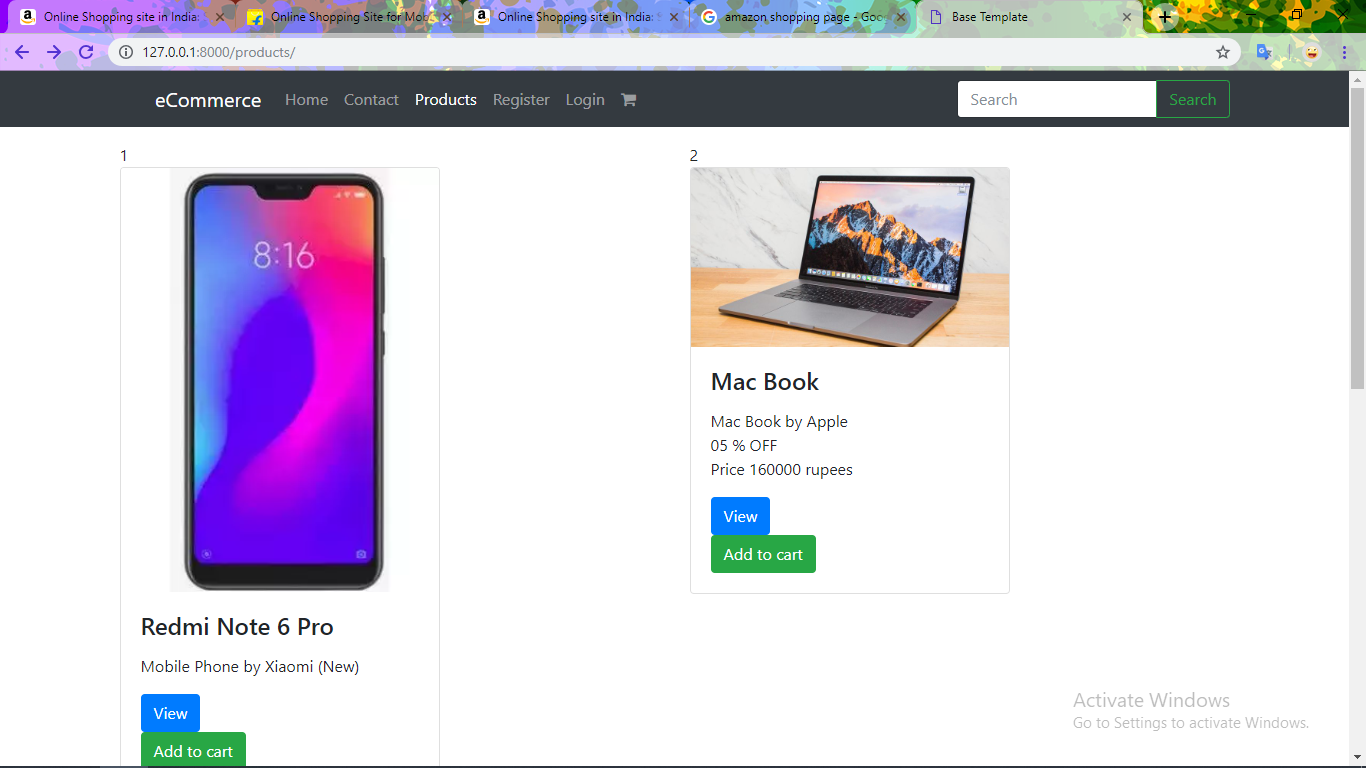 Online Shopping site in India:
Online Shopping Site for Mob
Online Shopping site in India:
amazon shopping page - Goo
Base Template
127.0.0.1:8000/products/
eCommerce Home Contact Products Register Login Search Search
1
2
8:16
Mac Book
Mac Book by Apple
05 % OFF
Price 160000 rupees
View
Add to cart
Redmi Note 6 Pro
Mobile Phone by Xiaomi (New)
View
Add to cart
Activate Windows
Go to Settings to activate Windows.